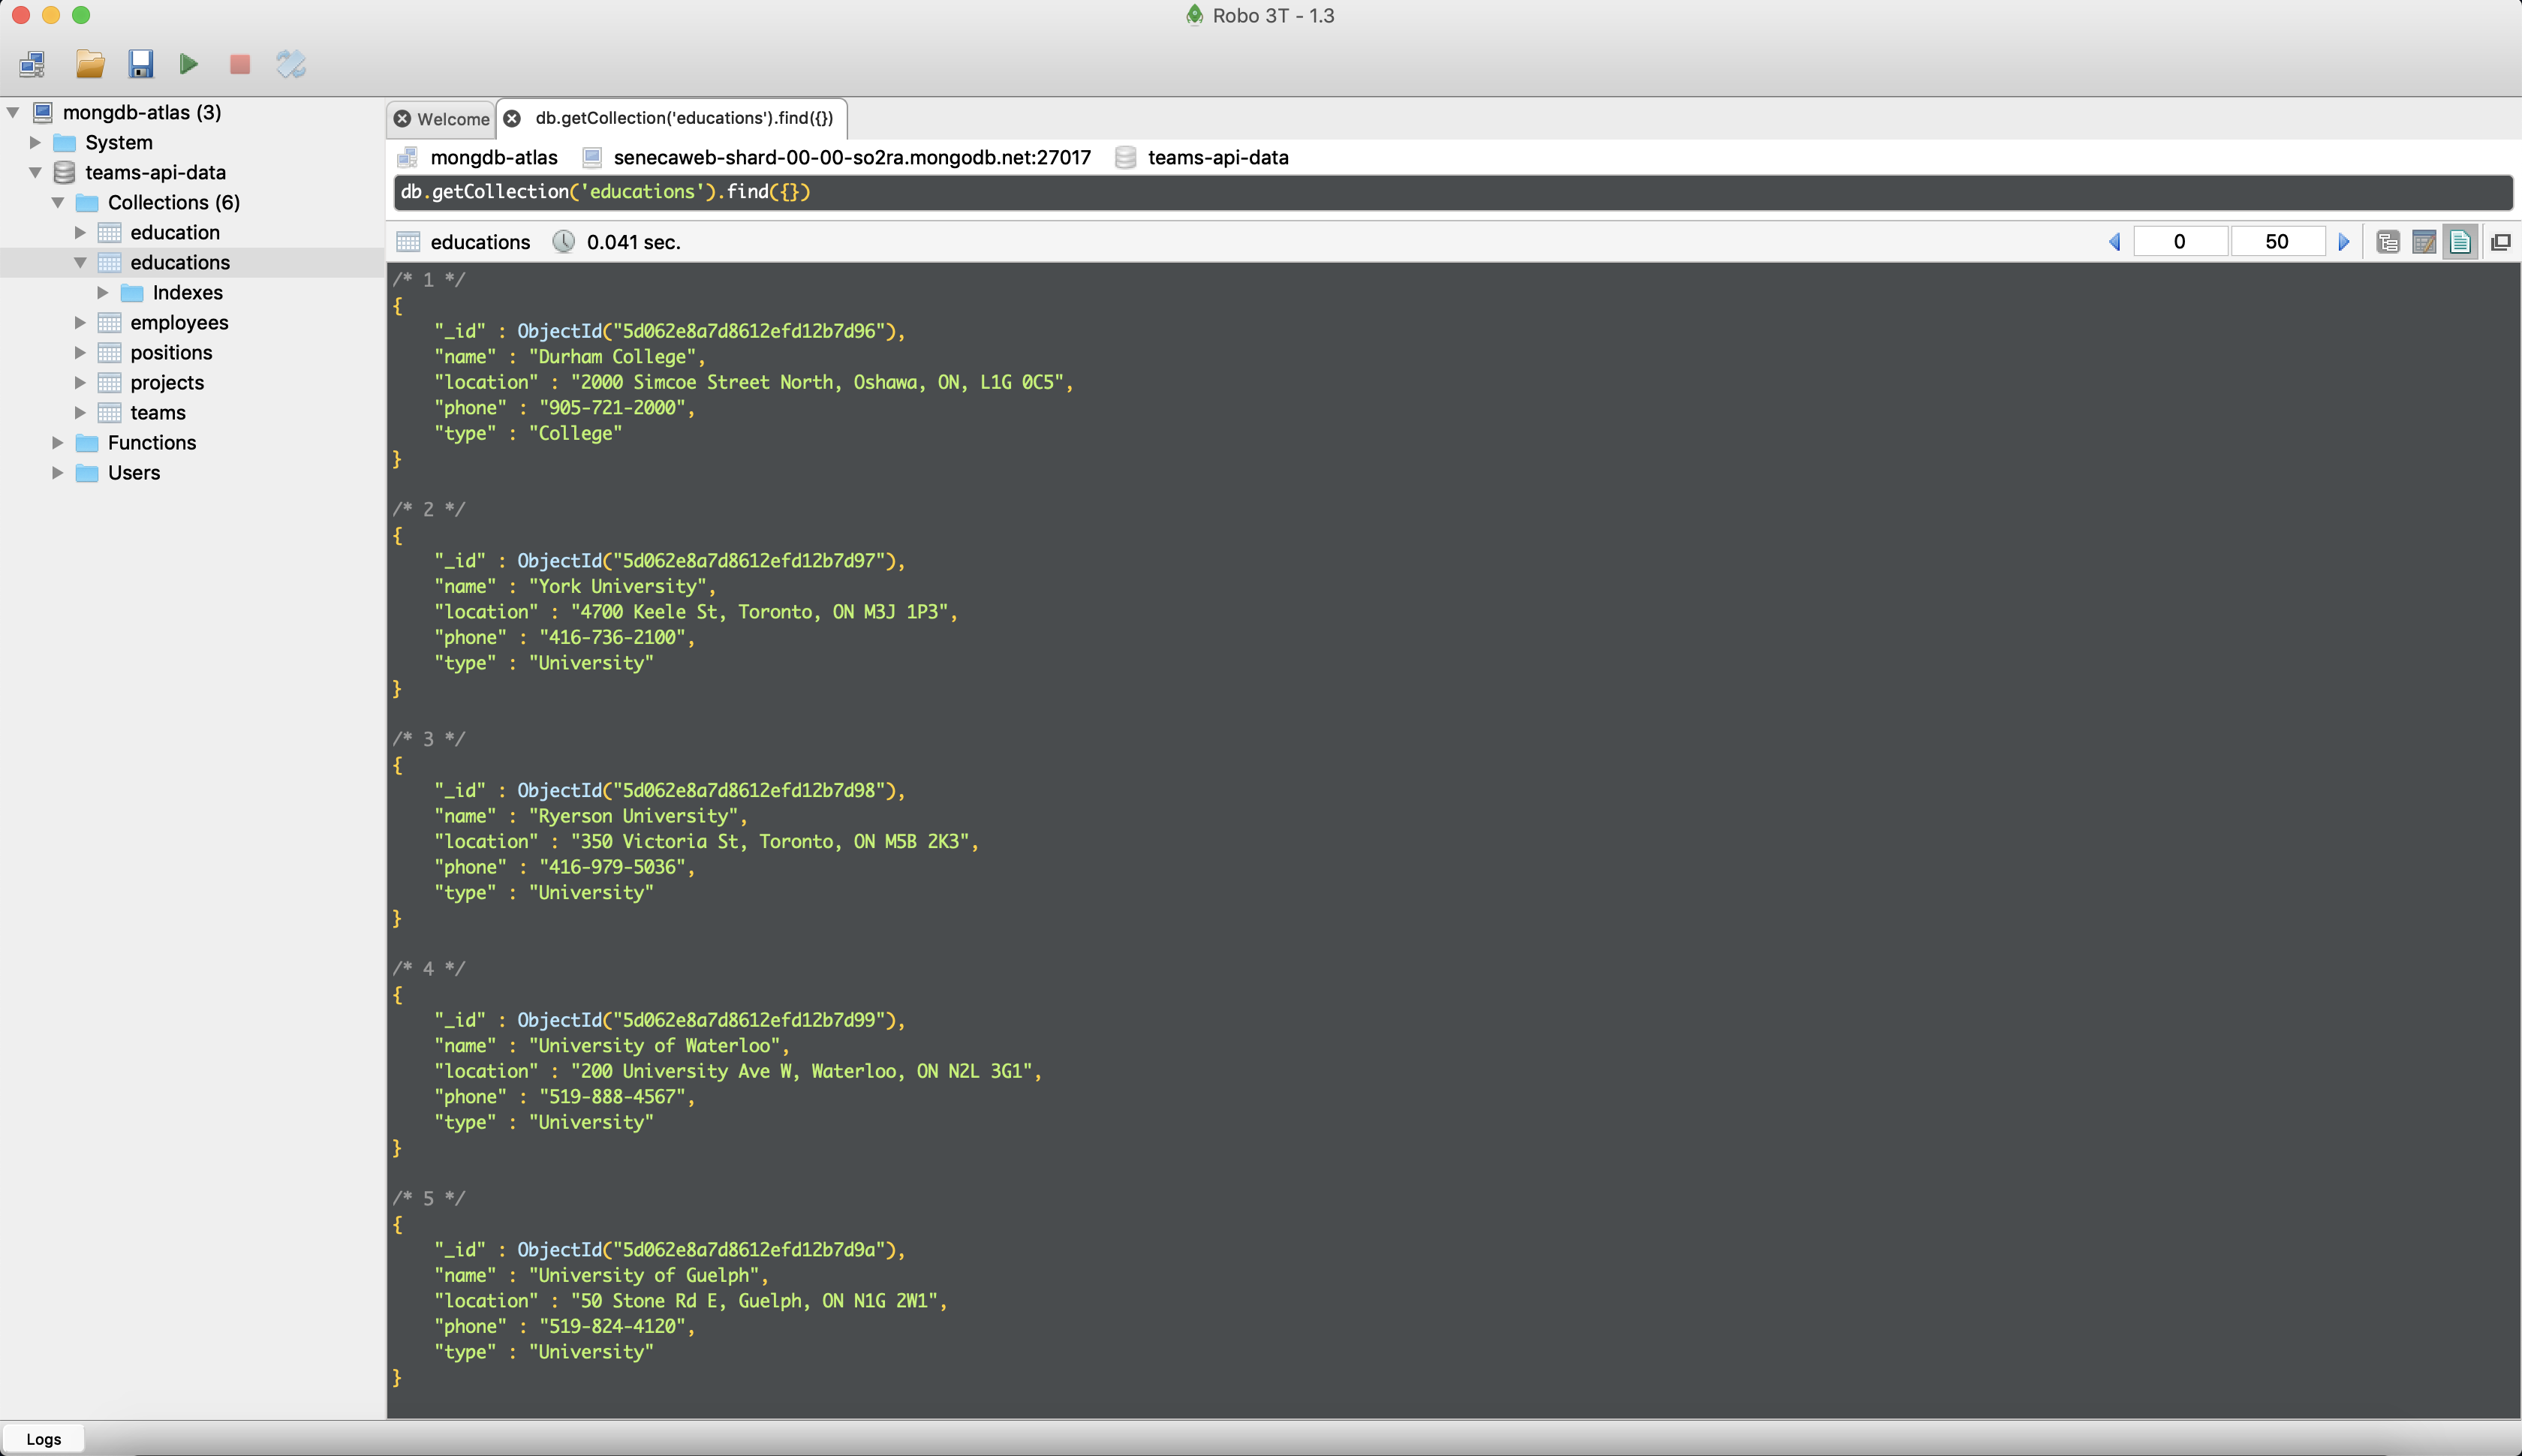 Robo 3T - 1.3
mongdb-atlas (3)
System
teams-api-data
Collections (6)
education
educations
Indexes
employees
positions
projects
teams
Functions
Users
Welcome
db.getCollection('educations').find({})
mongdb-atlas senecaweb-shard-00-00-so2ra.mongodb.net:27017 teams-api-data
db.getCollection('educations').find({})
educations 0.041 sec. 0 50
/* 1 */
{
"_id" : ObjectId("5d062e8a7d8612efd12b7d96"),
"name" : "Durham College",
"location" : "2000 Simcoe Street North, Oshawa, ON, L1G 0C5",
"phone" : "905-721-2000",
"type" : "College"
}
/* 2 */
{
"_id" : ObjectId("5d062e8a7d8612efd12b7d97"),
"name" : "York University",
"location" : "4700 Keele St, Toronto, ON M3J 1P3",
"phone" : "416-736-2100",
"type" : "University"
}
/* 3 */
{
"_id" : ObjectId("5d062e8a7d8612efd12b7d98"),
"name" : "Ryerson University",
"location" : "350 Victoria St, Toronto, ON M5B 2K3",
"phone" : "416-979-5036",
"type" : "University"
}
/* 4 */
{
"_id" : ObjectId("5d062e8a7d8612efd12b7d99"),
"name" : "University of Waterloo",
"location" : "200 University Ave W, Waterloo, ON N2L 3G1",
"phone" : "519-888-4567",
"type" : "University"
}
/* 5 */
{
"_id" : ObjectId("5d062e8a7d8612efd12b7d9a"),
"name" : "University of Guelph",
"location" : "50 Stone Rd E, Guelph, ON N1G 2W1",
"phone" : "519-824-4120",
"type" : "University"
}
Logs